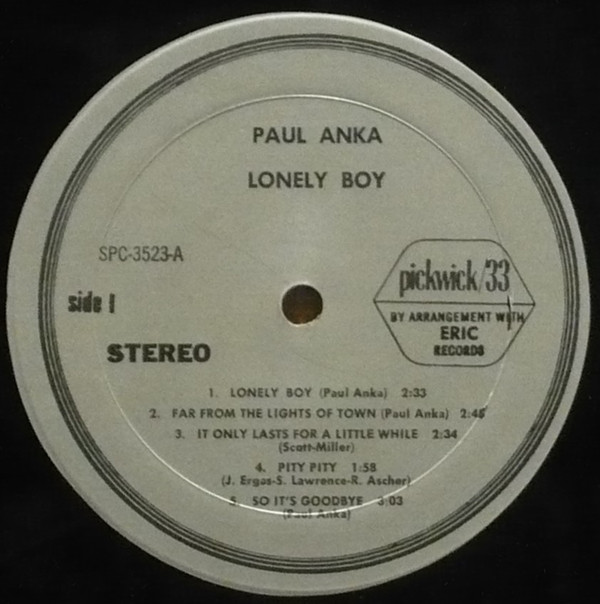 PAUL ANKA
LONELY BOY
SPC-3523-A
side 1
STEREO
pickwick/33
BY ARRANGEMENT WITH
ERIC
RECORDS
1. LONELY BOY (Paul Anka) 2:33
2. FAR FROM THE LIGHTS OF TOWN (Paul Anka) 2:45
3. IT ONLY LASTS FOR A LITTLE WHILE 2:34
(Scott-Miller)
4. PITY PITY 1:58
(J. Ergas-S. Lawrence-R. Ascher)
5. SO IT'S GOODBYE 3:03
(Paul Anka)